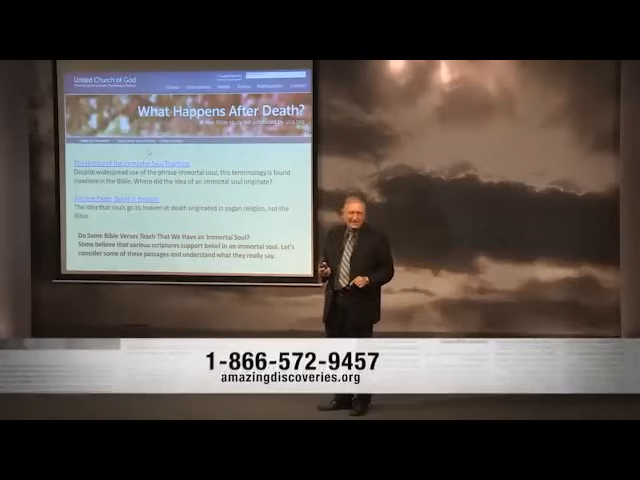 United Church of God
What Happens After Death?
The History of the Immortal-Soul Teaching
Despite widespread use of the phrase immortal soul, this terminology is found
nowhere in the Bible. Where did the idea of an immortal soul originate?
The idea that souls go to heaven at death originated in pagan religion, not the
Bible.
Do Some Bible Verses Teach That We Have an Immortal Soul?
Some believe that various scriptures support belief in an immortal soul. Let's
consider some of these passages and understand what they really say.
1-866-572-9457
amazingdiscoveries.org